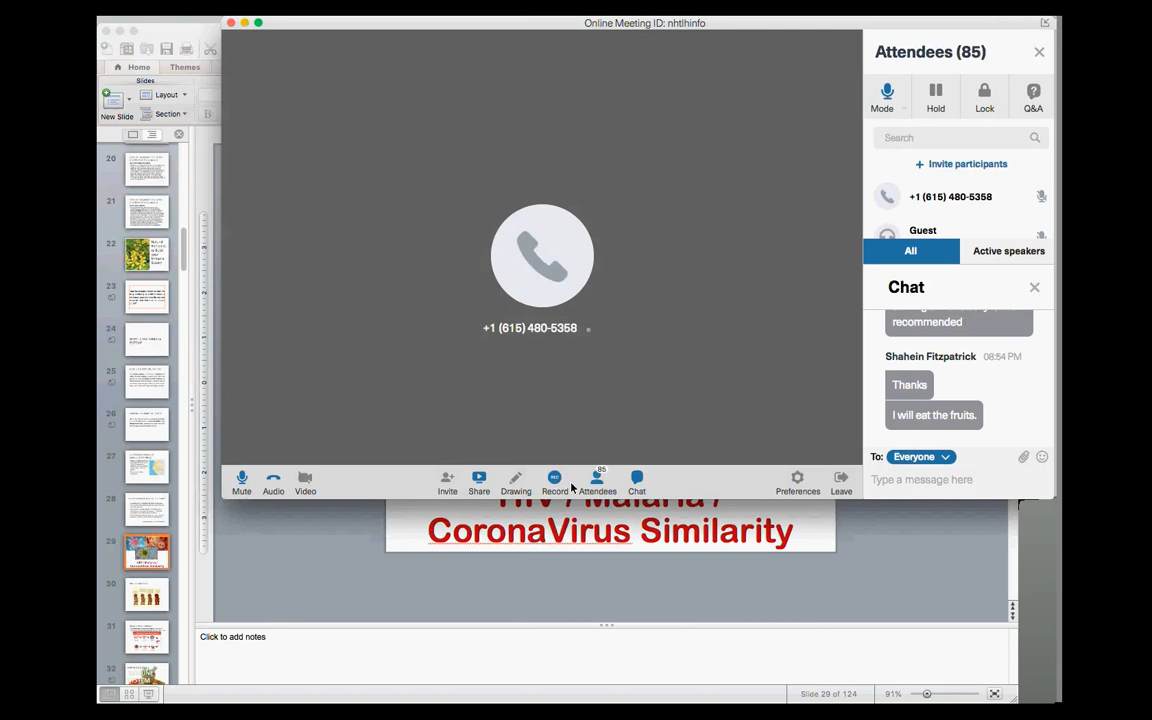 Online Meeting ID: nhtlhinfo
Home
Themes
Slides
Layout
New Slide
Section
20
21
22
23
24
25
26
27
28
29
30
31
32
+1 (615) 480-5358
Mute
Audio
Video
Invite
Share
Drawing
REC
Record
85
Attendees
Chat
Preferences
Leave
Attendees (85)
Mode
Hold
Lock
Q&A
Search
+ Invite participants
+1 (615) 480-5358
Guest
All
Active speakers
Chat
recommended
Shahein Fitzpatrick 08:54 PM
Thanks
I will eat the fruits.
To: Everyone
Type a message here
HIV / Malaria /
CoronaVirus Similarity
Click to add notes
Slide 29 of 124
91%